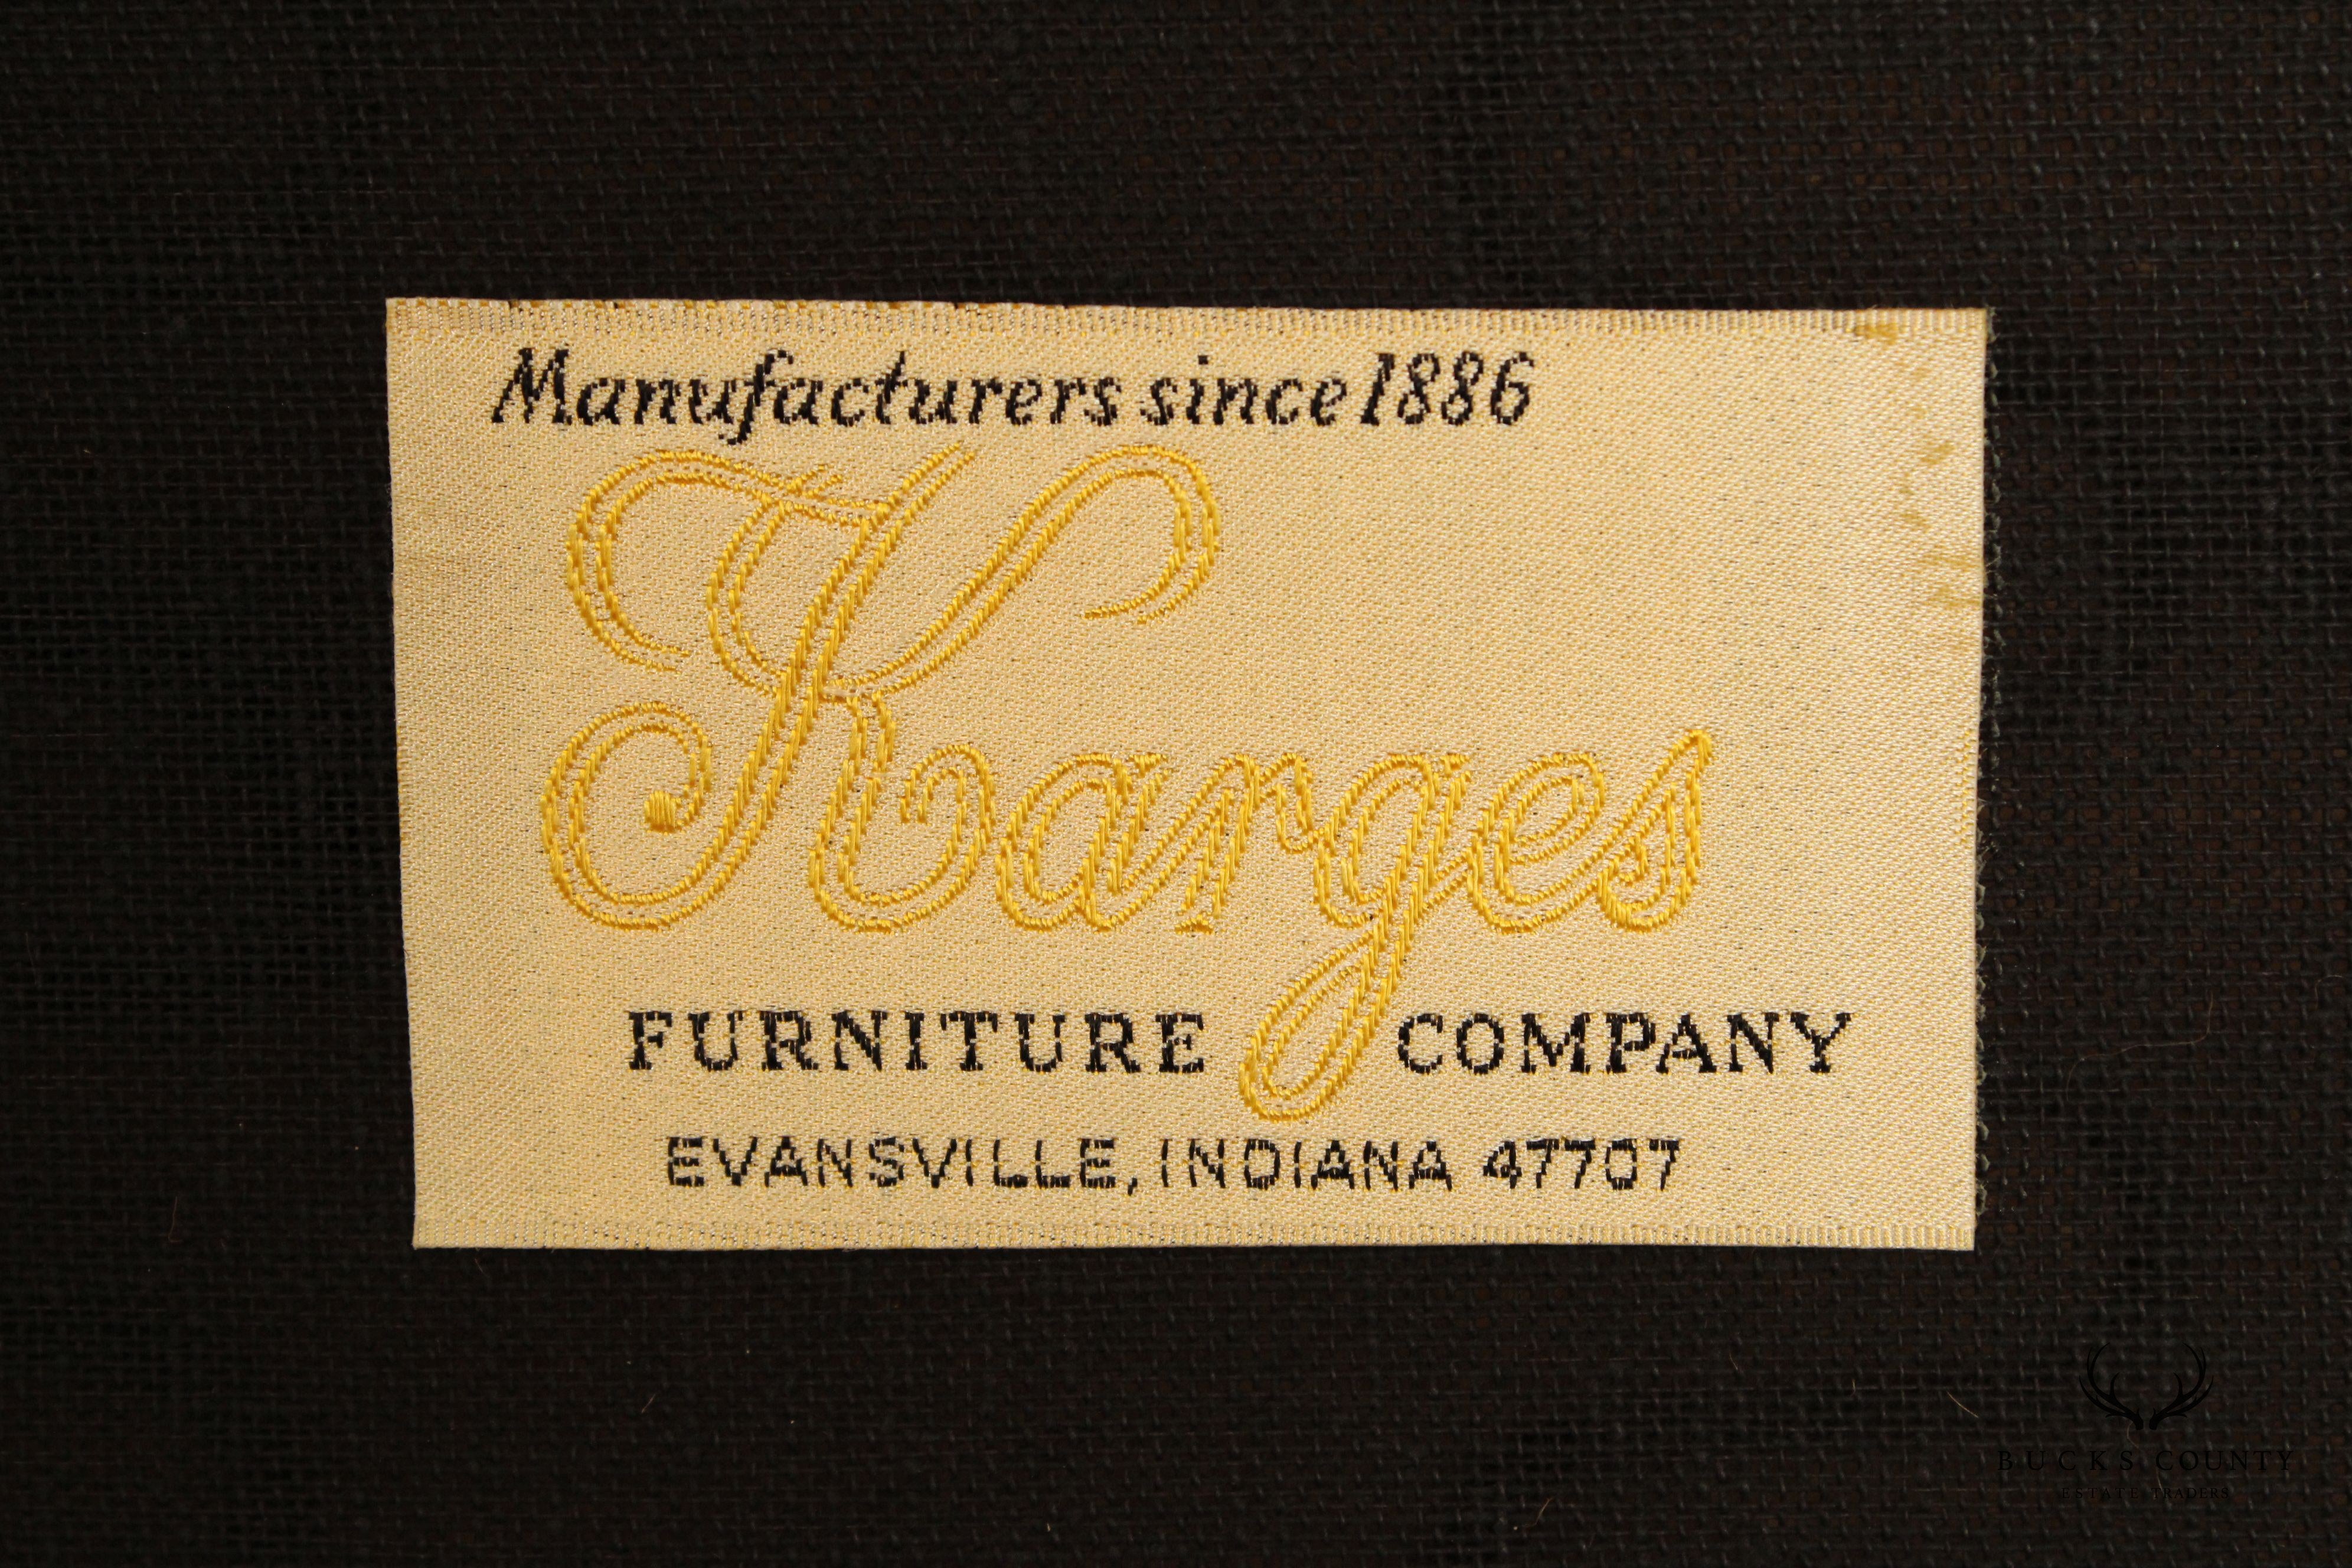 Manufacturers since 1886
Karges
FURNITURE COMPANY
EVANSVILLE, INDIANA 47707
BUCKS COUNTY
ESTATE TRADERS